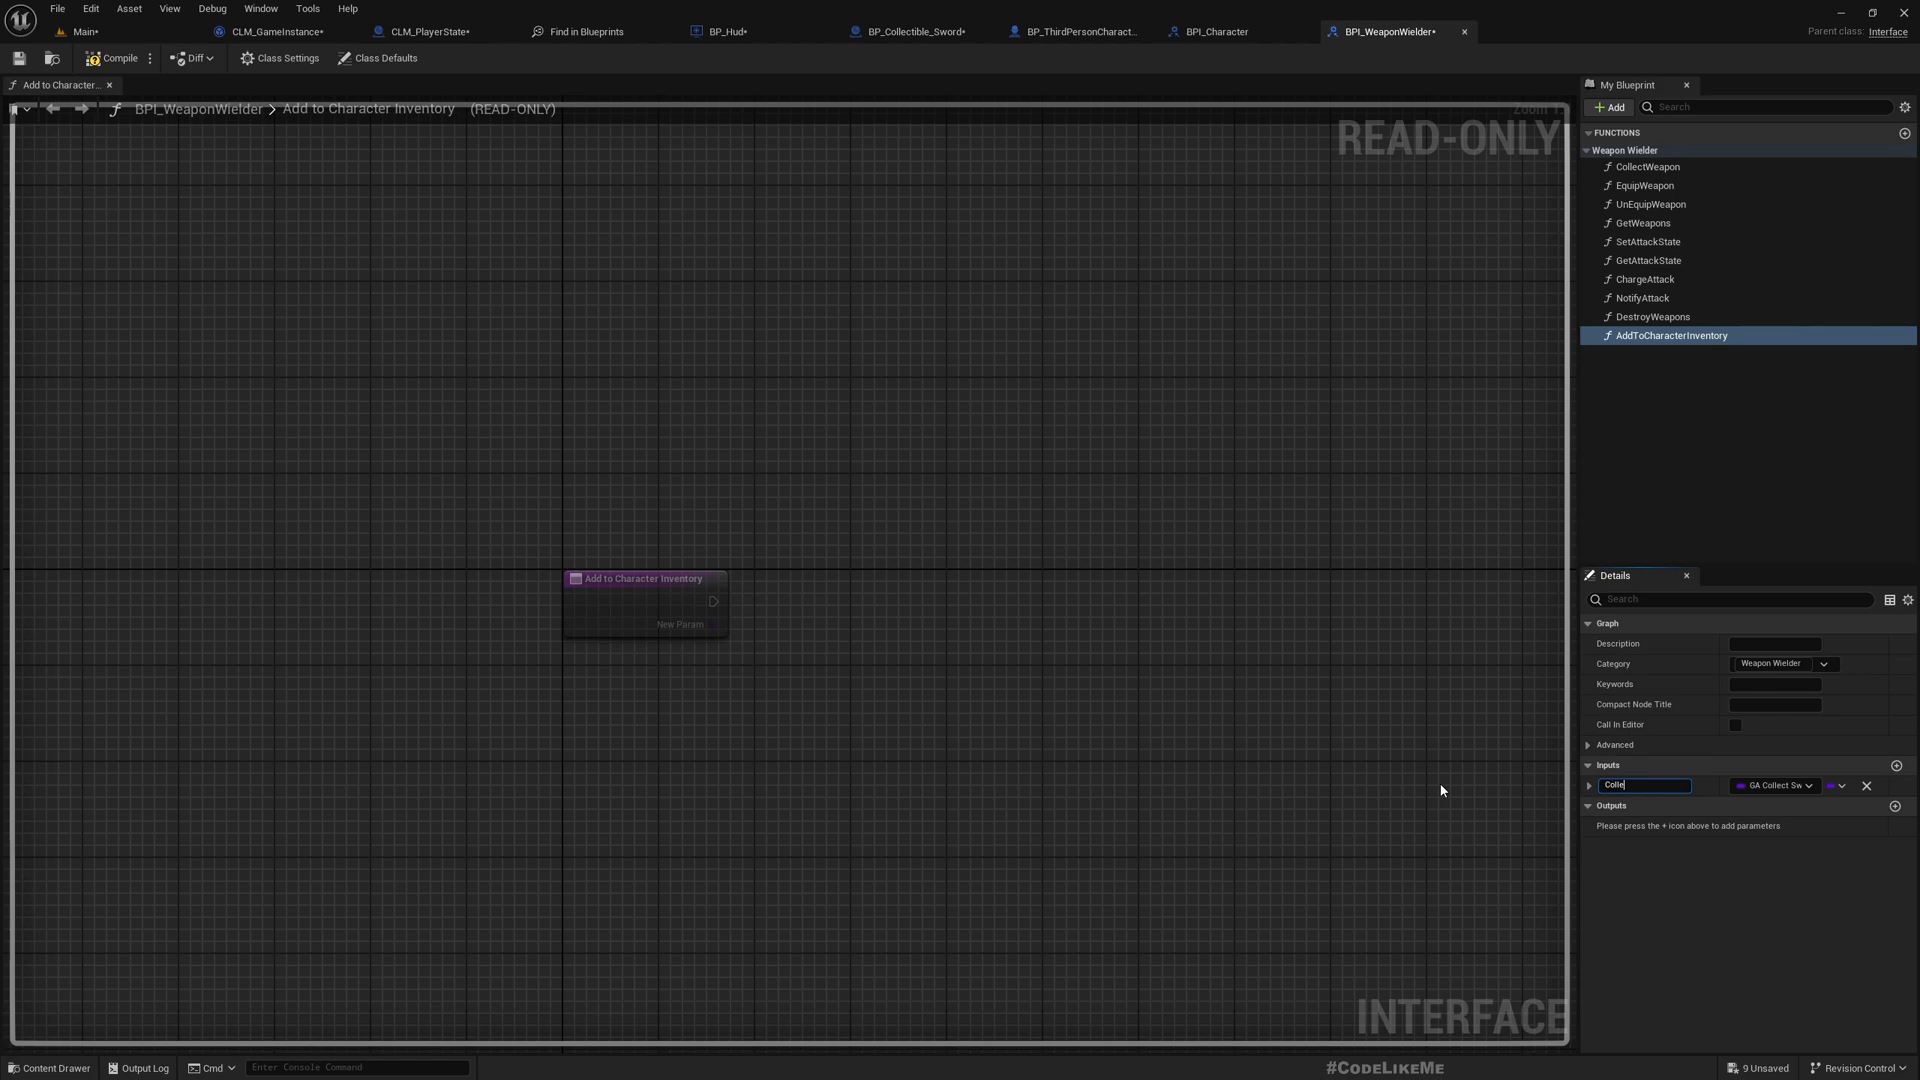 File Edit Asset View Debug Window Tools Help
Main* CLM_GameInstance* CLM_PlayerState* Find in Blueprints BP_Hud* BP_Collectible_Sword* BP_ThirdPersonCharact... BPI_Character BPI_WeaponWielder*
Parent class: Interface
Compile Diff Class Settings Class Defaults
Add to Character...
BPI_WeaponWielder > Add to Character Inventory (READ-ONLY)
READ-ONLY
Add to Character Inventory
New Param
INTERFACE
My Blueprint
Add Search
FUNCTIONS
Weapon Wielder
CollectWeapon
EquipWeapon
UnEquipWeapon
GetWeapons
SetAttackState
GetAttackState
ChargeAttack
NotifyAttack
DestroyWeapons
AddToCharacterInventory
Details
Search
Graph
Description
Category Weapon Wielder
Keywords
Compact Node Title
Call In Editor
Advanced
Inputs
Colle GA Collect Sw
Outputs
Please press the + icon above to add parameters
Content Drawer Output Log Cmd Enter Console Command #CodeLikeMe 9 Unsaved Revision Control